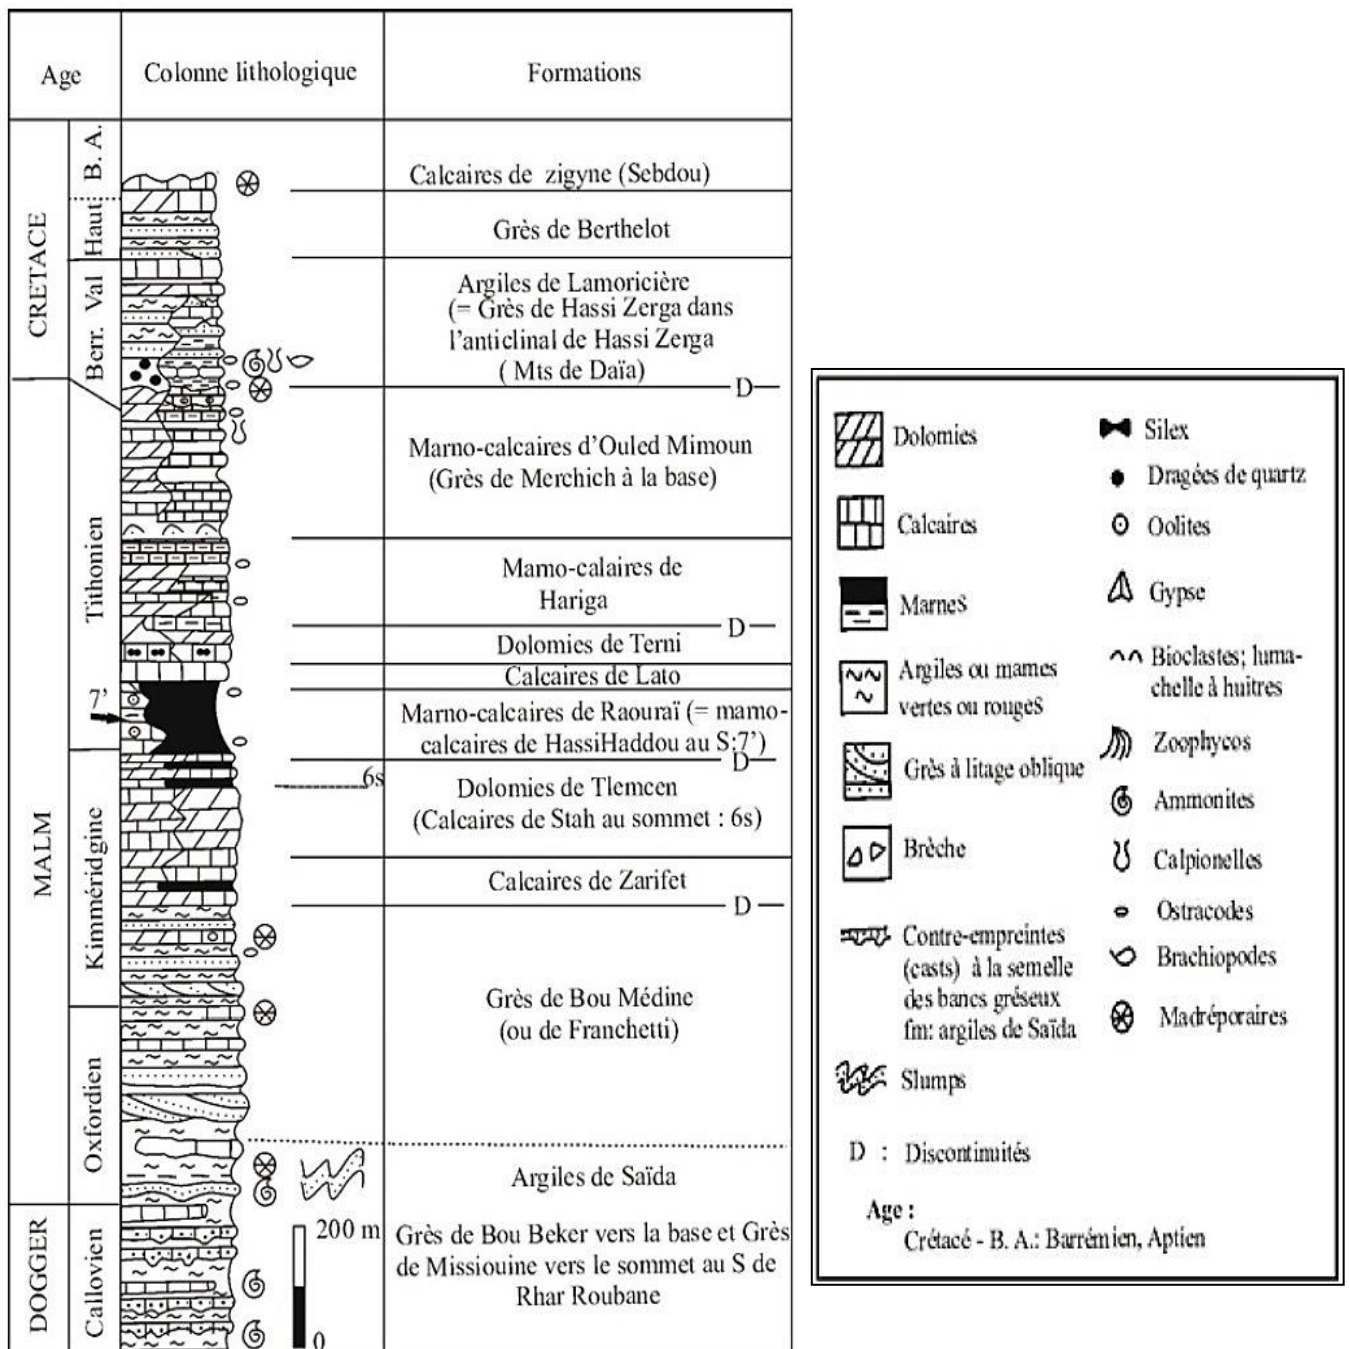 Age
Colonne lithologique
Formations
CRETACE
B. A.
Haut
Val
Berr.
MALM
Tithonien
Kimméridgine
Oxfordien
DOGGER
Callovien
Calcaires de zigyne (Sebdou)
Grès de Berthelot
Argiles de Lamoricière
(= Grès de Hassi Zerga dans
l'anticlinal de Hassi Zerga
( Mts de Daïa)
D
Marno-calcaires d'Ouled Mimoun
(Grès de Merchich à la base)
Mamo-calaires de
Hariga
D
Dolomies de Terni
Calcaires de Lato
7'
Marno-calcaires de Raouraï (= mamo-
calcaires de HassiHaddou au S:7')
D
6s
Dolomies de Tlemcen
(Calcaires de Stah au sommet : 6s)
Calcaires de Zarifet
D
Grès de Bou Médine
(ou de Franchetti)
Argiles de Saïda
200 m
0
Grès de Bou Beker vers la base et Grès
de Missiouine vers le sommet au S de
Rhar Roubane
Dolomies
Calcaires
MarneS
Argiles ou mames
vertes ou rougeS
Grès à litage oblique
Brèche
Contre-empreintes
(casts) à la semelle
des bancs gréseux
fm: argiles de Saïda
Slumps
D : Discontinuités
Age :
Crétacé - B. A.: Barrémien, Aptien
Silex
Dragées de quartz
Oolites
Gypse
Bioclastes; luma-
chelle à huitres
Zoophycos
Ammonites
Calpionelles
Ostracodes
Brachiopodes
Madréporaires